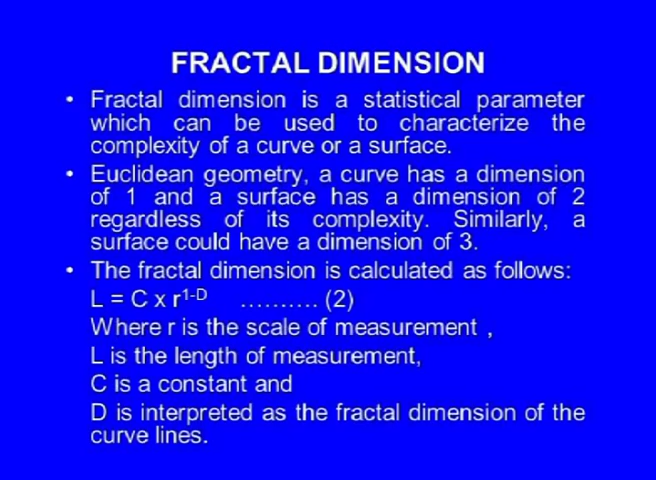 FRACTAL DIMENSION
• Fractal dimension is a statistical parameter
which can be used to characterize the
complexity of a curve or a surface.
• Euclidean geometry, a curve has a dimension
of 1 and a surface has a dimension of 2
regardless of its complexity. Similarly, a
surface could have a dimension of 3.
• The fractal dimension is calculated as follows:
L = C x r¹⁻ᴰ .......... (2)
Where r is the scale of measurement ,
L is the length of measurement,
C is a constant and
D is interpreted as the fractal dimension of the
curve lines.